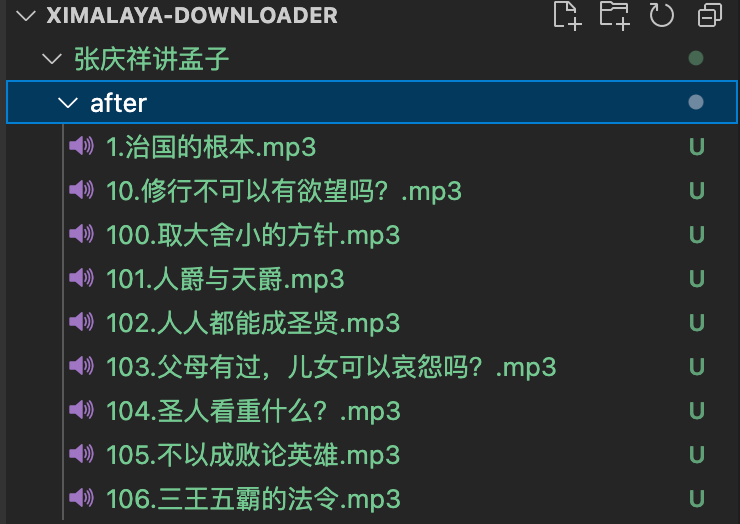 XIMALAYA-DOWNLOADER
张庆祥讲孟子
after
1.治国的根本.mp3 U
10.修行不可以有欲望吗？.mp3 U
100.取大舍小的方针.mp3 U
101.人爵与天爵.mp3 U
102.人人都能成圣贤.mp3 U
103.父母有过，儿女可以哀怨吗？.mp3 U
104.圣人看重什么？.mp3 U
105.不以成败论英雄.mp3 U
106.三王五霸的法令.mp3 U